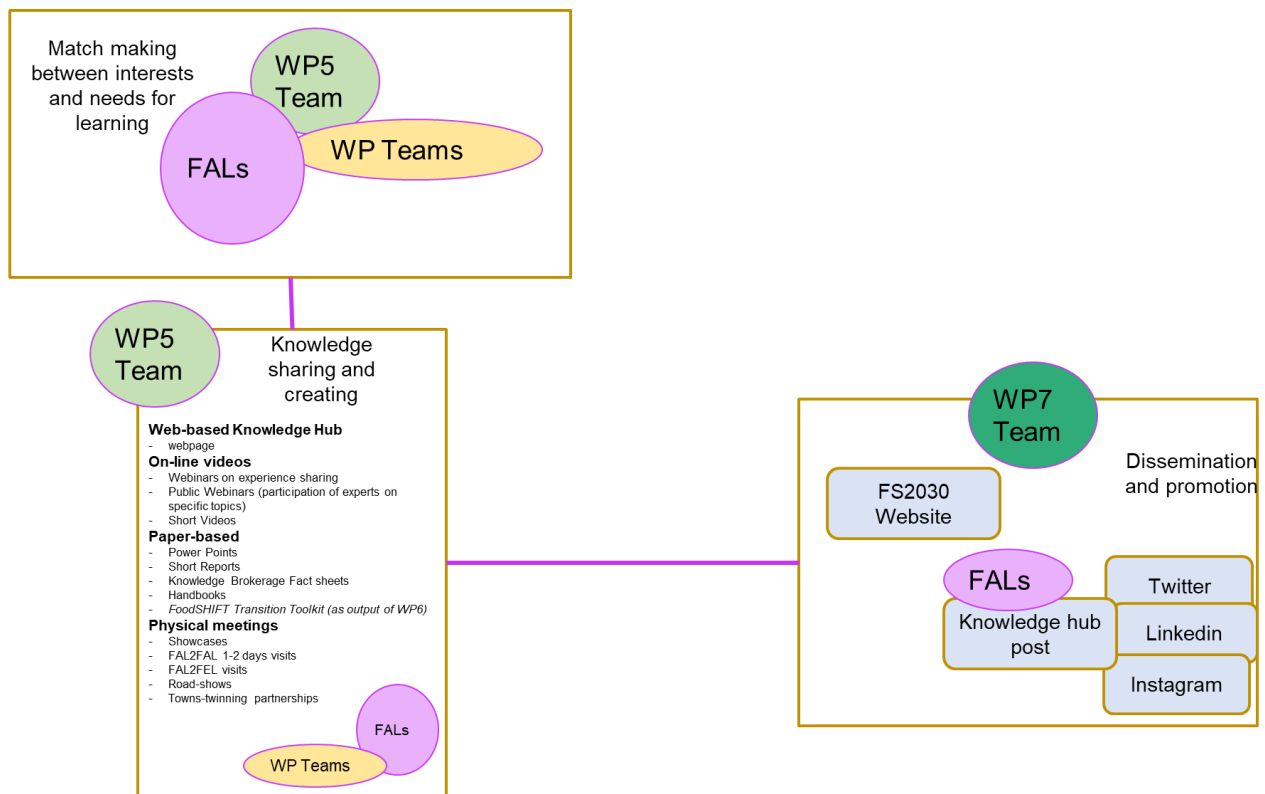 Match making
between interests
and needs for
learning
WP5
Team
FALs
WP Teams
WP5
Team
Knowledge
sharing and
creating
Web-based Knowledge Hub
- webpage
On-line videos
- Webinars on experience sharing
- Public Webinars (participation of experts on
specific topics)
- Short Videos
Paper-based
- Power Points
- Short Reports
- Knowledge Brokerage Fact sheets
- Handbooks
- FoodSHIFT Transition Toolkit (as output of WP6)
Physical meetings
- Showcases
- FAL2FAL 1-2 days visits
- FAL2FEL visits
- Road-shows
- Towns-twinning partnerships
FALs
WP Teams
WP7
Team
Dissemination
and promotion
FS2030
Website
FALs
Knowledge hub
post
Twitter
Linkedin
Instagram